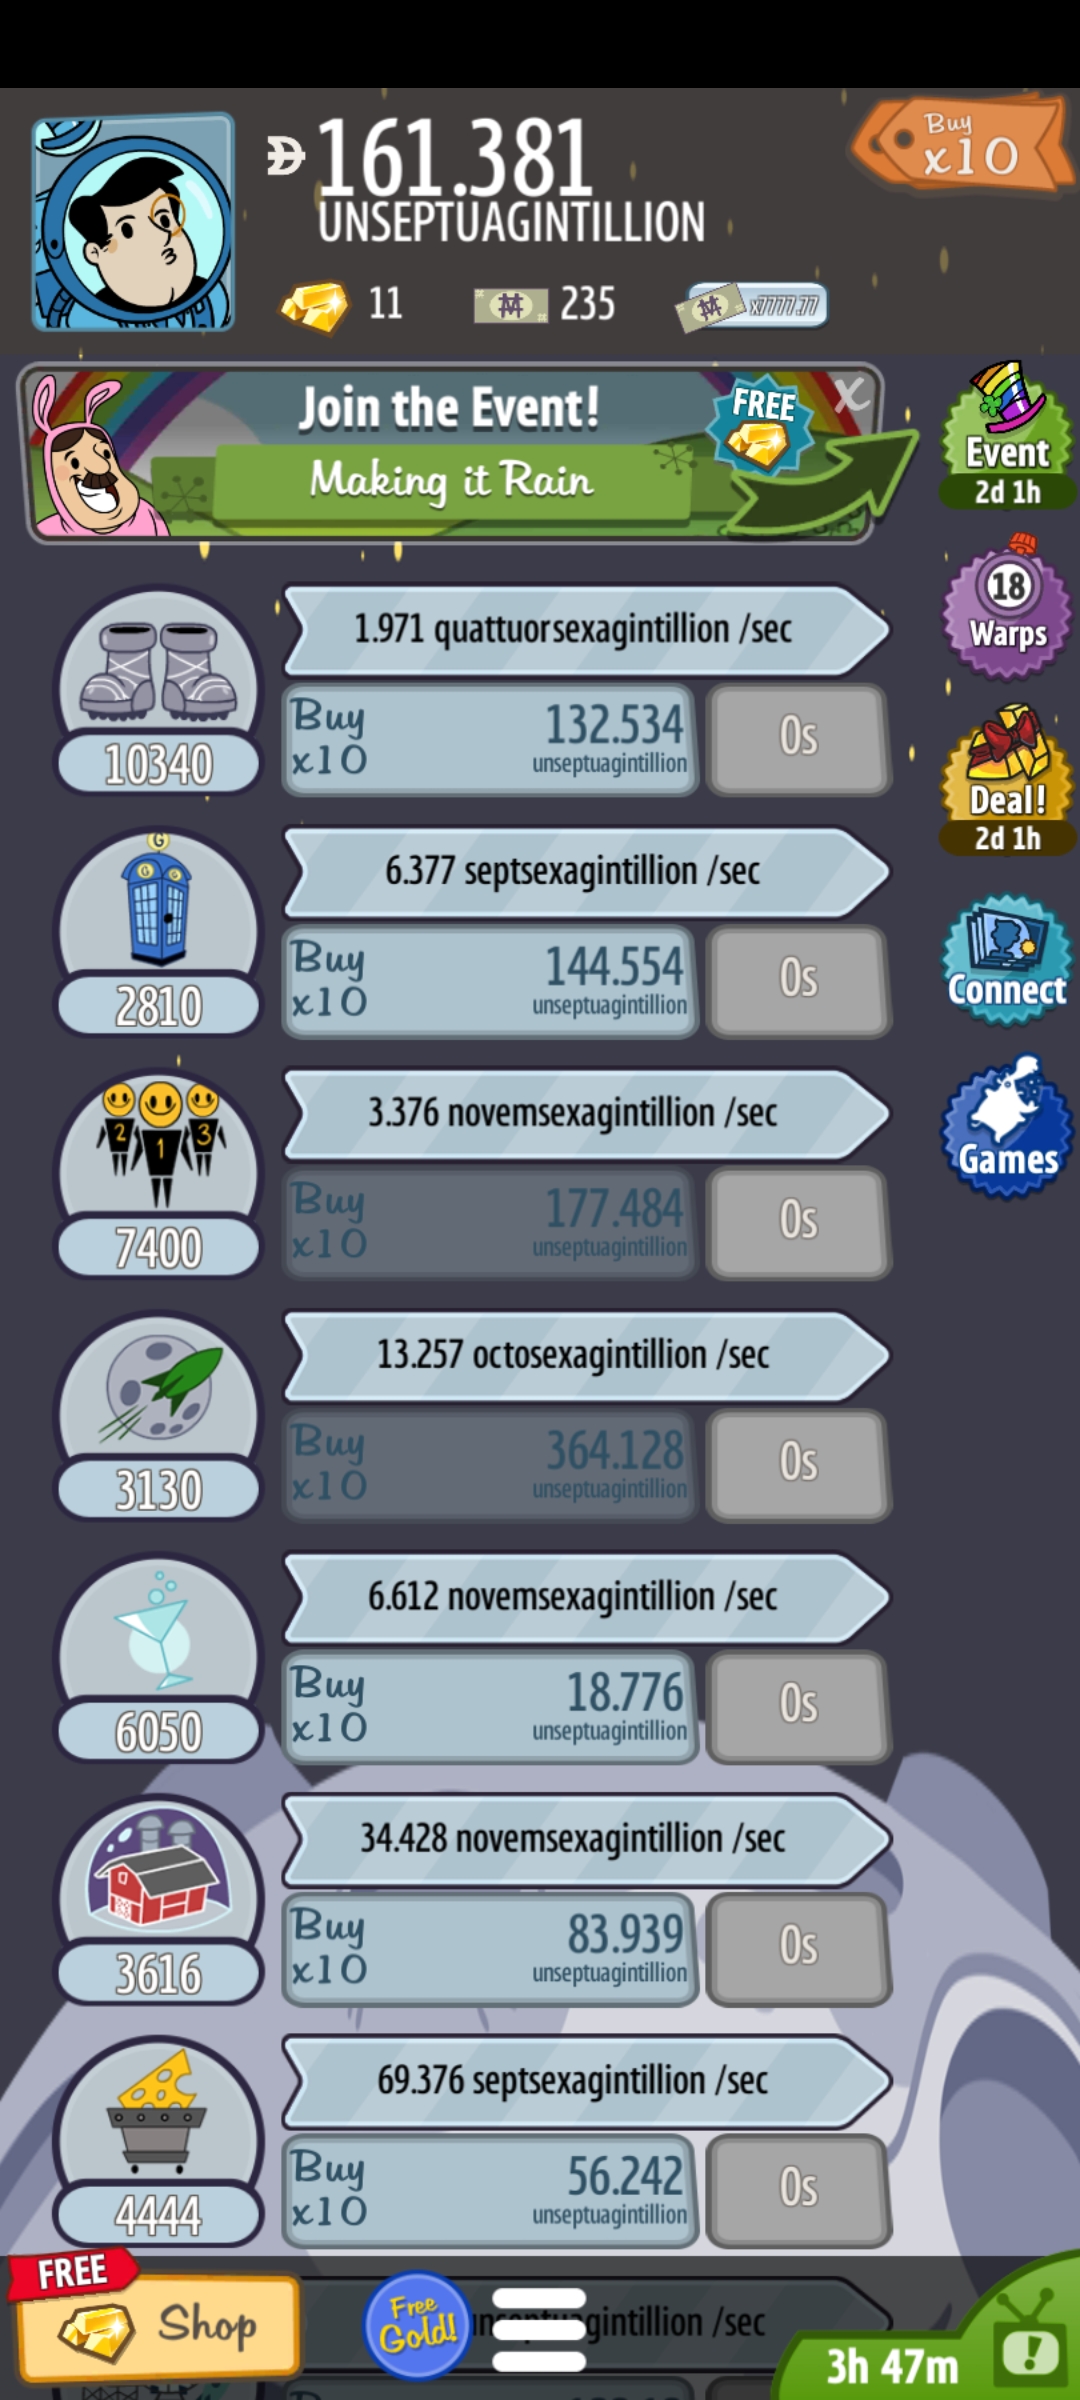 161.381
UNSEPTUAGINTILLION
Buy
x10
11
235
x7777.77
Join the Event!
Making it Rain
FREE
X
Event
2d 1h
1.971 quattuorsexagintillion /sec
10340
Buy
x10
132.534
unseptuagintillion
0s
18
Warps
Deal!
2d 1h
G
G
6.377 septsexagintillion /sec
2810
Buy
x10
144.554
unseptuagintillion
0s
Connect
2
1
3
3.376 novemsexagintillion /sec
7400
Buy
x10
177.484
unseptuagintillion
0s
Games
13.257 octosexagintillion /sec
3130
Buy
x10
364.128
unseptuagintillion
0s
6.612 novemsexagintillion /sec
6050
Buy
x10
18.776
unseptuagintillion
0s
34.428 novemsexagintillion /sec
3616
Buy
x10
83.939
unseptuagintillion
0s
69.376 septsexagintillion /sec
4444
Buy
x10
56.242
unseptuagintillion
0s
FREE
Shop
Free
Gold!
/sec
3h 47m
!